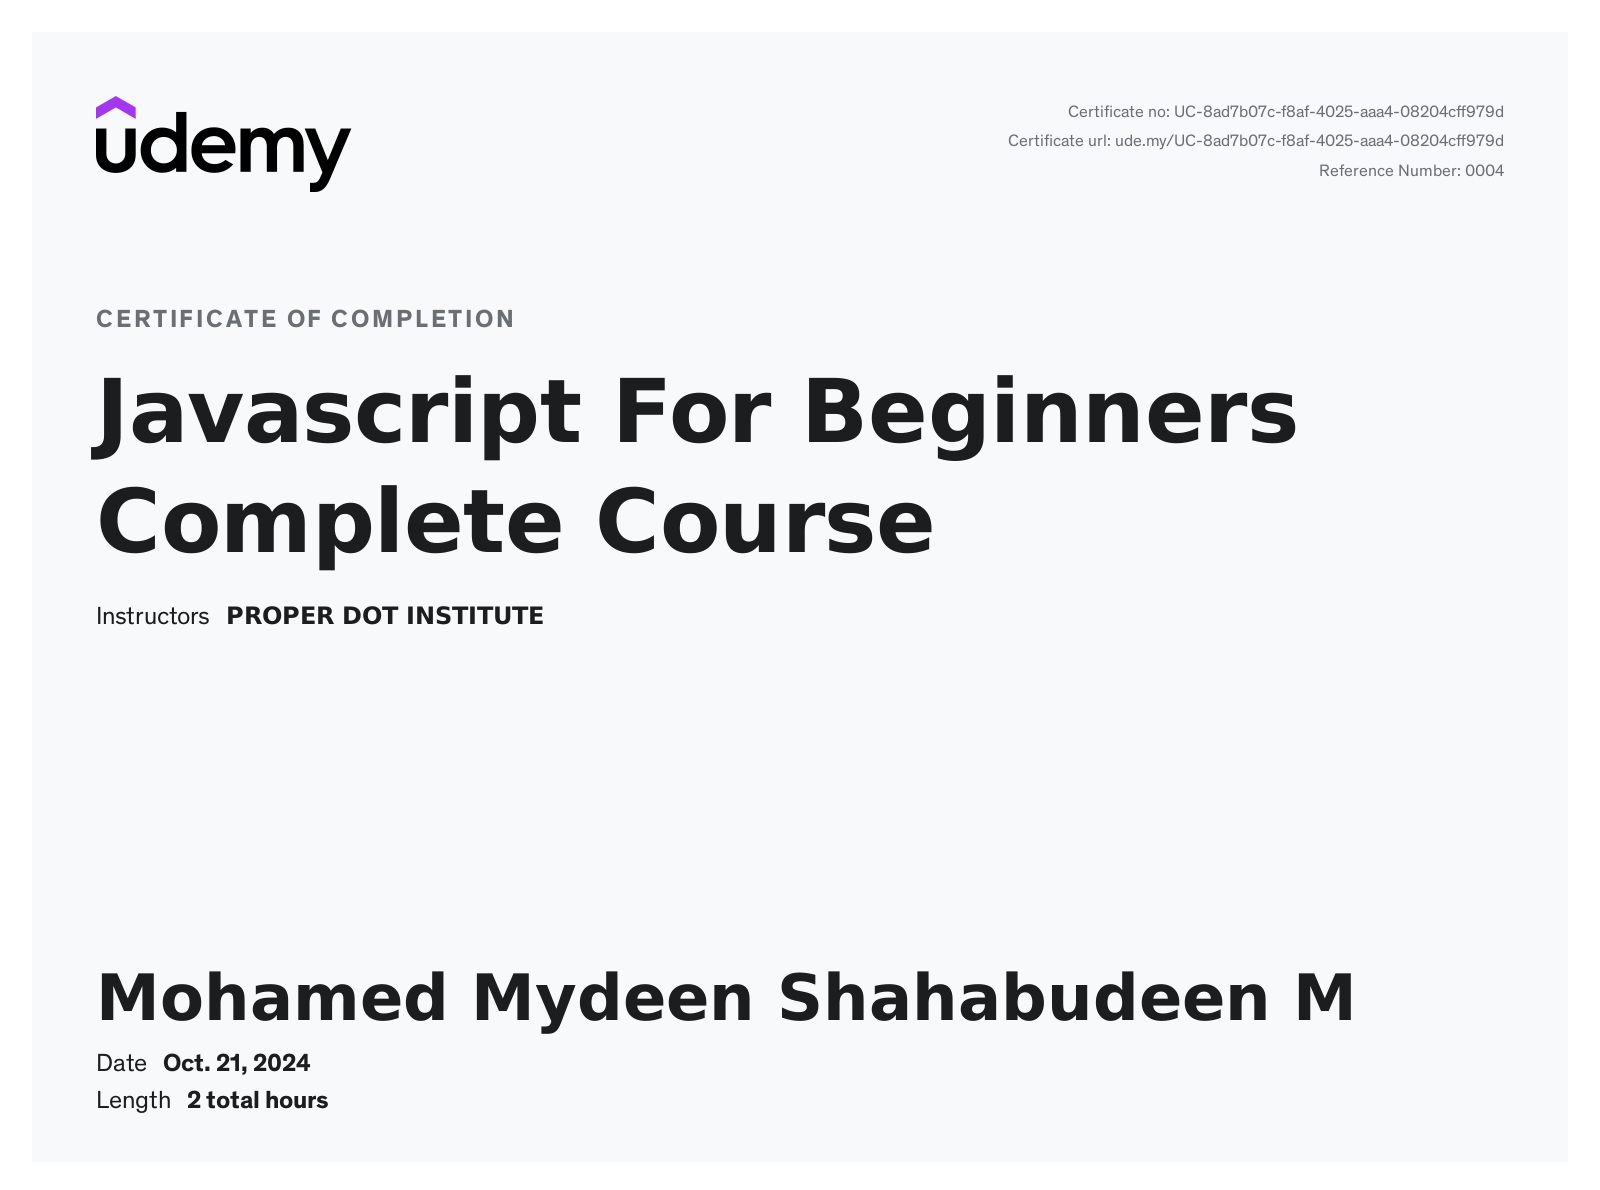 udemy
Certificate no: UC-8ad7b07c-f8af-4025-aaa4-08204cff979d
Certificate url: ude.my/UC-8ad7b07c-f8af-4025-aaa4-08204cff979d
Reference Number: 0004
CERTIFICATE OF COMPLETION
Javascript For Beginners
Complete Course
Instructors PROPER DOT INSTITUTE
Mohamed Mydeen Shahabudeen M
Date Oct. 21, 2024
Length 2 total hours